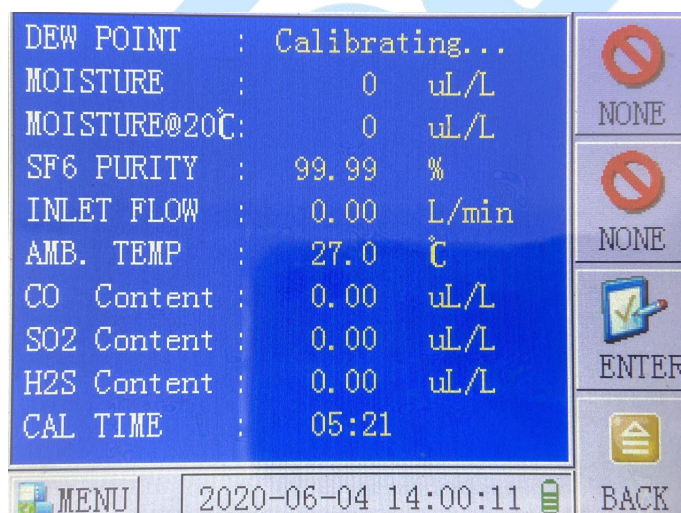 DEW POINT : Calibrating...
MOISTURE : 0 uL/L
MOISTURE@20℃: 0 uL/L
SF6 PURITY : 99.99 %
INLET FLOW : 0.00 L/min
AMB. TEMP : 27.0 ℃
CO Content : 0.00 uL/L
SO2 Content : 0.00 uL/L
H2S Content : 0.00 uL/L
CAL TIME : 05:21
NONE
NONE
ENTER
BACK
MENU
2020-06-04 14:00:11